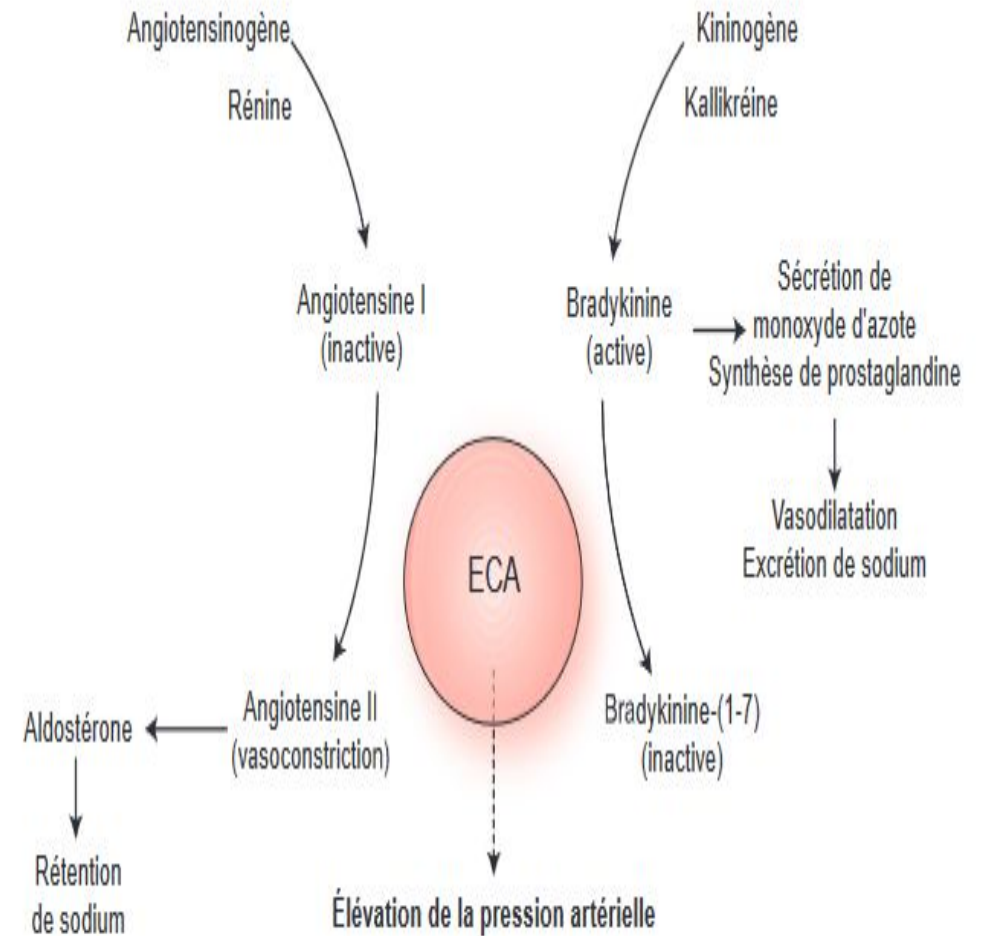 Angiotensinogène
Kininogène
Rénine
Kallikréine
Angiotensine I
(inactive)
Bradykinine
(active)
Sécrétion de
monoxyde d'azote
Synthèse de prostaglandine
Vasodilatation
Excrétion de sodium
ECA
Aldostérone
Angiotensine II
(vasoconstriction)
Bradykinine-(1-7)
(inactive)
Rétention
de sodium
Élévation de la pression artérielle